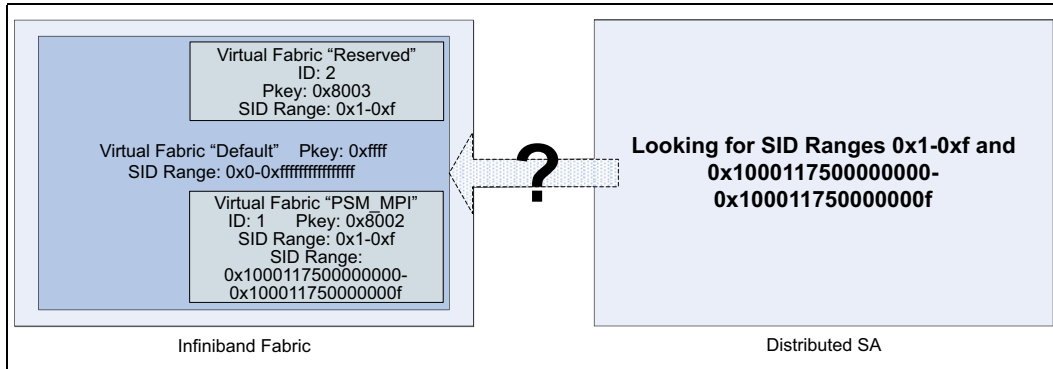 Virtual Fabric “Reserved”
ID: 2
Pkey: 0x8003
SID Range: 0x1-0xf
Virtual Fabric “Default” Pkey: 0xffff
SID Range: 0x0-0xffffffffffffffff
Virtual Fabric “PSM_MPI”
ID: 1 Pkey: 0x8002
SID Range: 0x1-0xf
SID Range:
0x1000117500000000-
0x100011750000000f
Infiniband Fabric
?
Looking for SID Ranges 0x1-0xf and
0x1000117500000000-
0x100011750000000f
Distributed SA